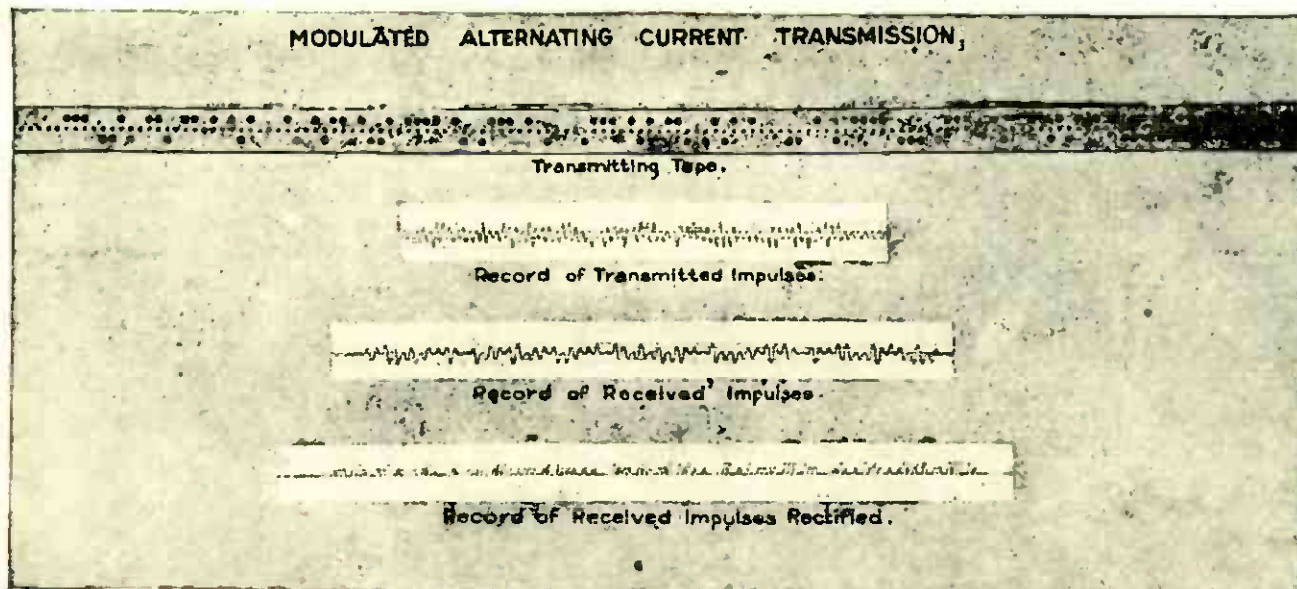 MODULATED ALTERNATING CURRENT TRANSMISSION,
Transmitting Tape.
Record of Transmitted Impulses.
Record of Received Impulses.
Record of Received Impulses Rectified.